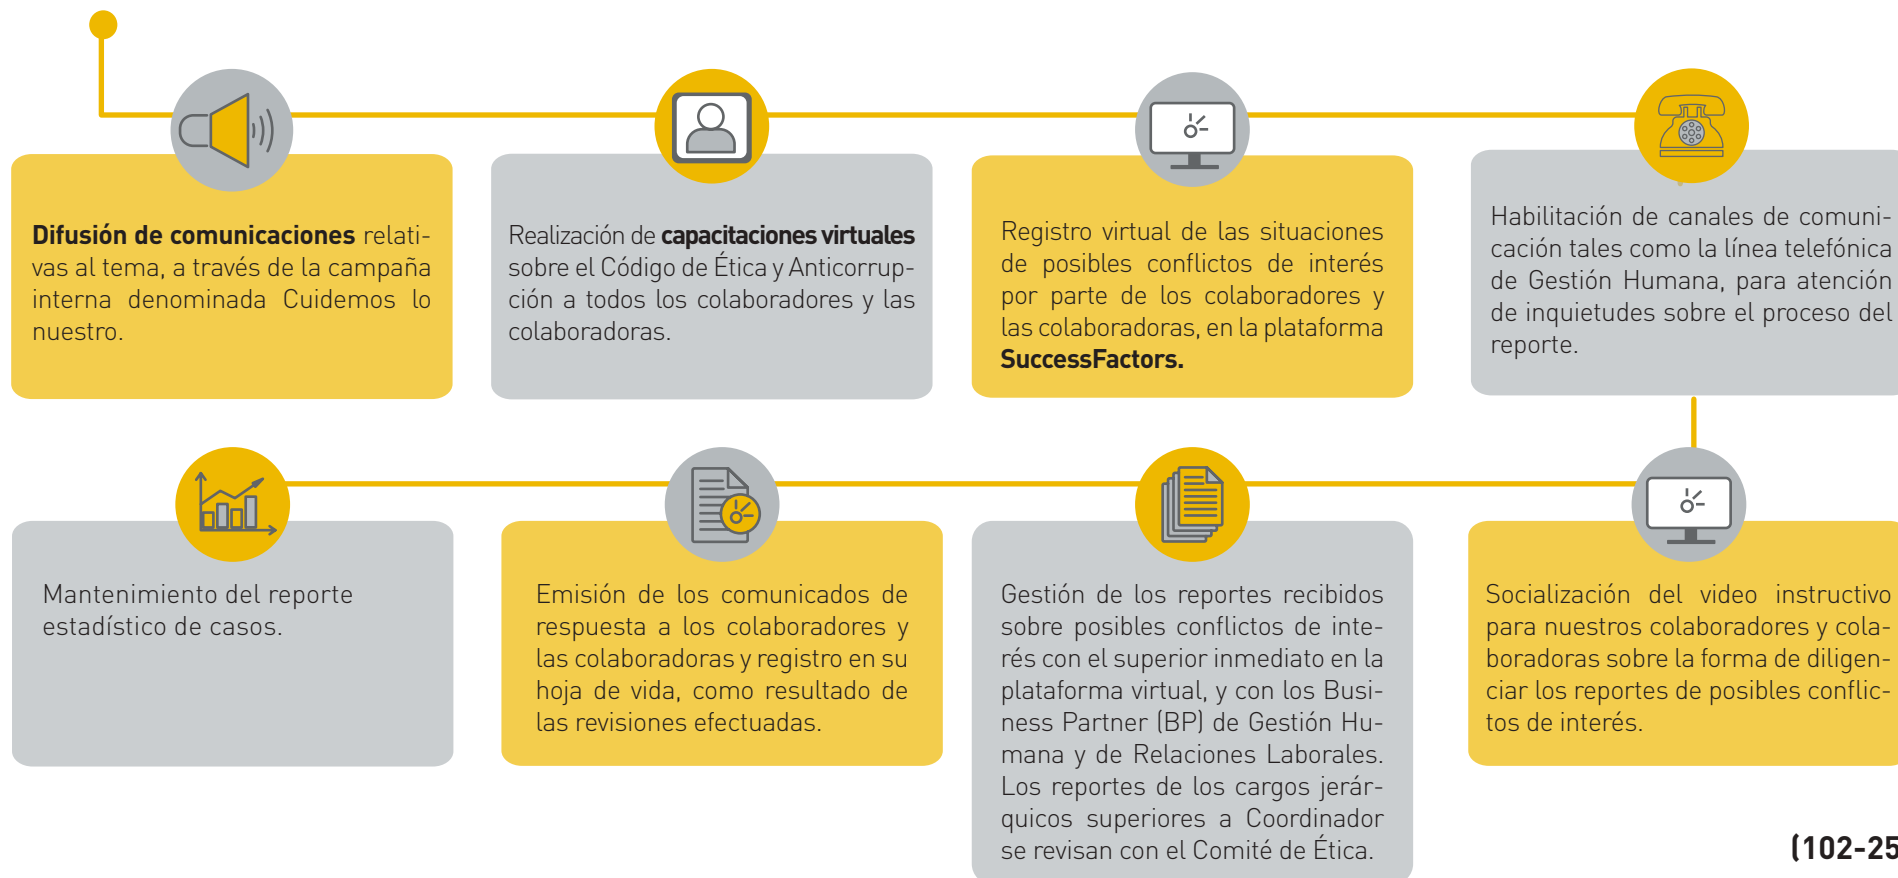 Difusión de comunicaciones relati-
vas al tema, a través de la campaña
interna denominada Cuidemos lo
nuestro.
Realización de capacitaciones virtuales
sobre el Código de Ética y Anticorrup-
ción a todos los colaboradores y las
colaboradoras.
Registro virtual de las situaciones
de posibles conflictos de interés
por parte de los colaboradores y
las colaboradoras, en la plataforma
SuccessFactors.
Habilitación de canales de comuni-
cación tales como la línea telefónica
de Gestión Humana, para atención
de inquietudes sobre el proceso del
reporte.
Socialización del video instructivo
para nuestros colaboradores y cola-
boradoras sobre la forma de diligen-
ciar los reportes de posibles conflic-
tos de interés.
Gestión de los reportes recibidos
sobre posibles conflictos de inte-
rés con el superior inmediato en la
plataforma virtual, y con los Busi-
ness Partner (BP) de Gestión Hu-
mana y de Relaciones Laborales.
Los reportes de los cargos jerár-
quicos superiores a Coordinador
se revisan con el Comité de Ética.
Emisión de los comunicados de
respuesta a los colaboradores y
las colaboradoras y registro en su
hoja de vida, como resultado de
las revisiones efectuadas.
Mantenimiento del reporte
estadístico de casos.
(102-25